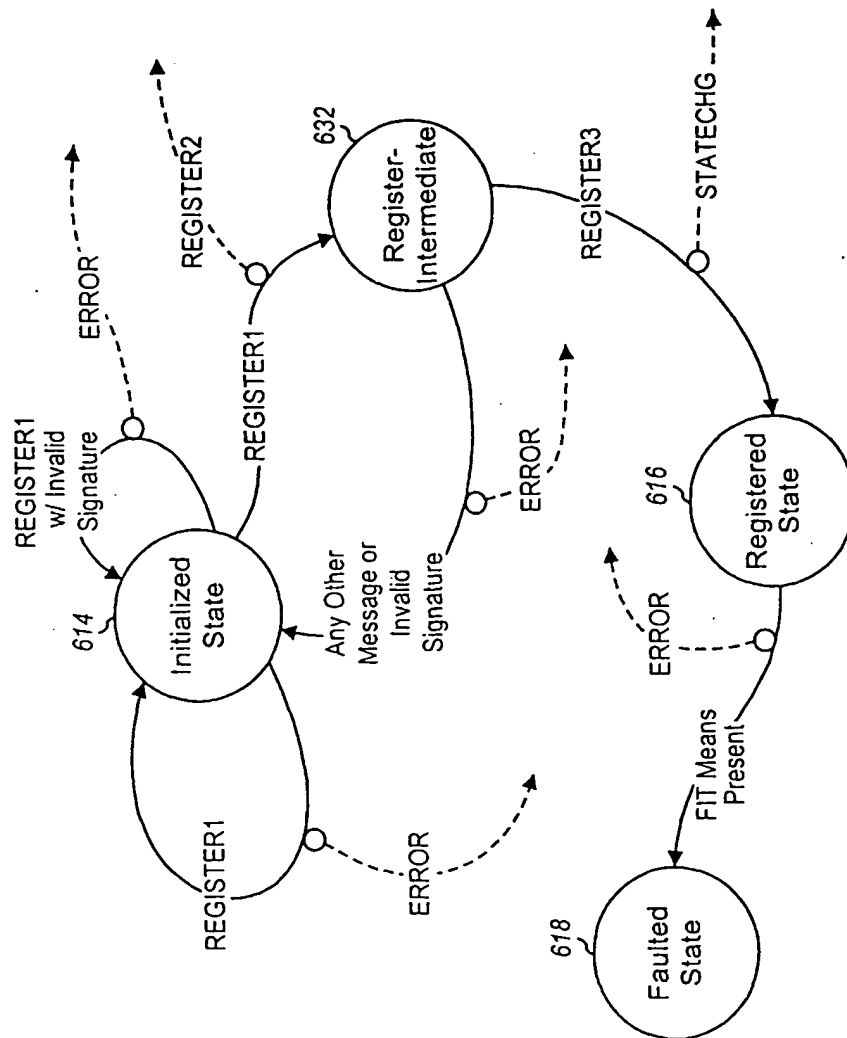 REGISTER1
w/ Invalid
Signature
ERROR
614
Initialized
State
REGISTER1
REGISTER2
632
Register-
Intermediate
REGISTER1
ERROR
Any Other
Message or
Invalid
Signature
ERROR
REGISTER3
STATECHG
616
Registered
State
ERROR
FIT Means
Present
618
Faulted
State